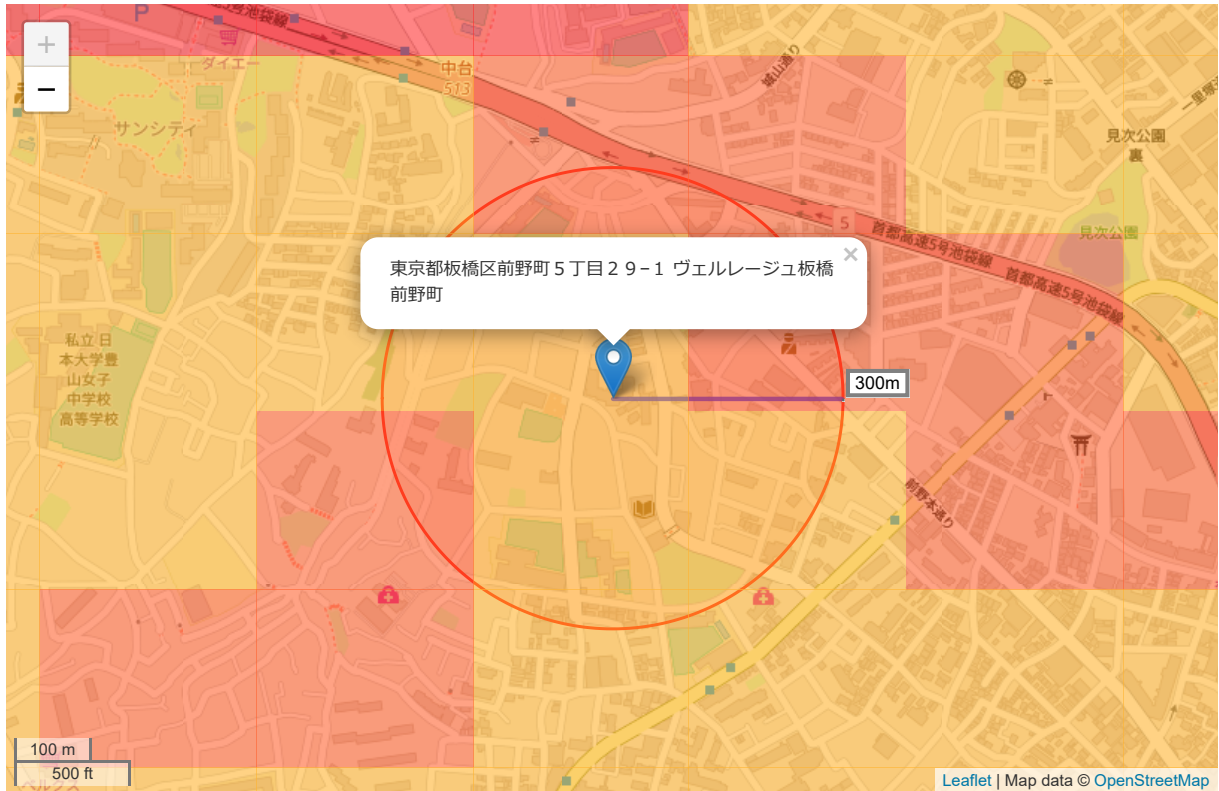 P
5号池袋線
ダイエー
+
−
中台
513
城山通り
サンシティ
見次公園
裏
5
首都高速5号池袋線
見次公園
首都高速5号池袋線
東京都板橋区前野町５丁目２９−１ ヴェルレージュ板橋
前野町
×
私立 日
本大学豊
山女子
中学校
高等学校
300m
前野本通り
100 m
500 ft
Leaflet | Map data © OpenStreetMap